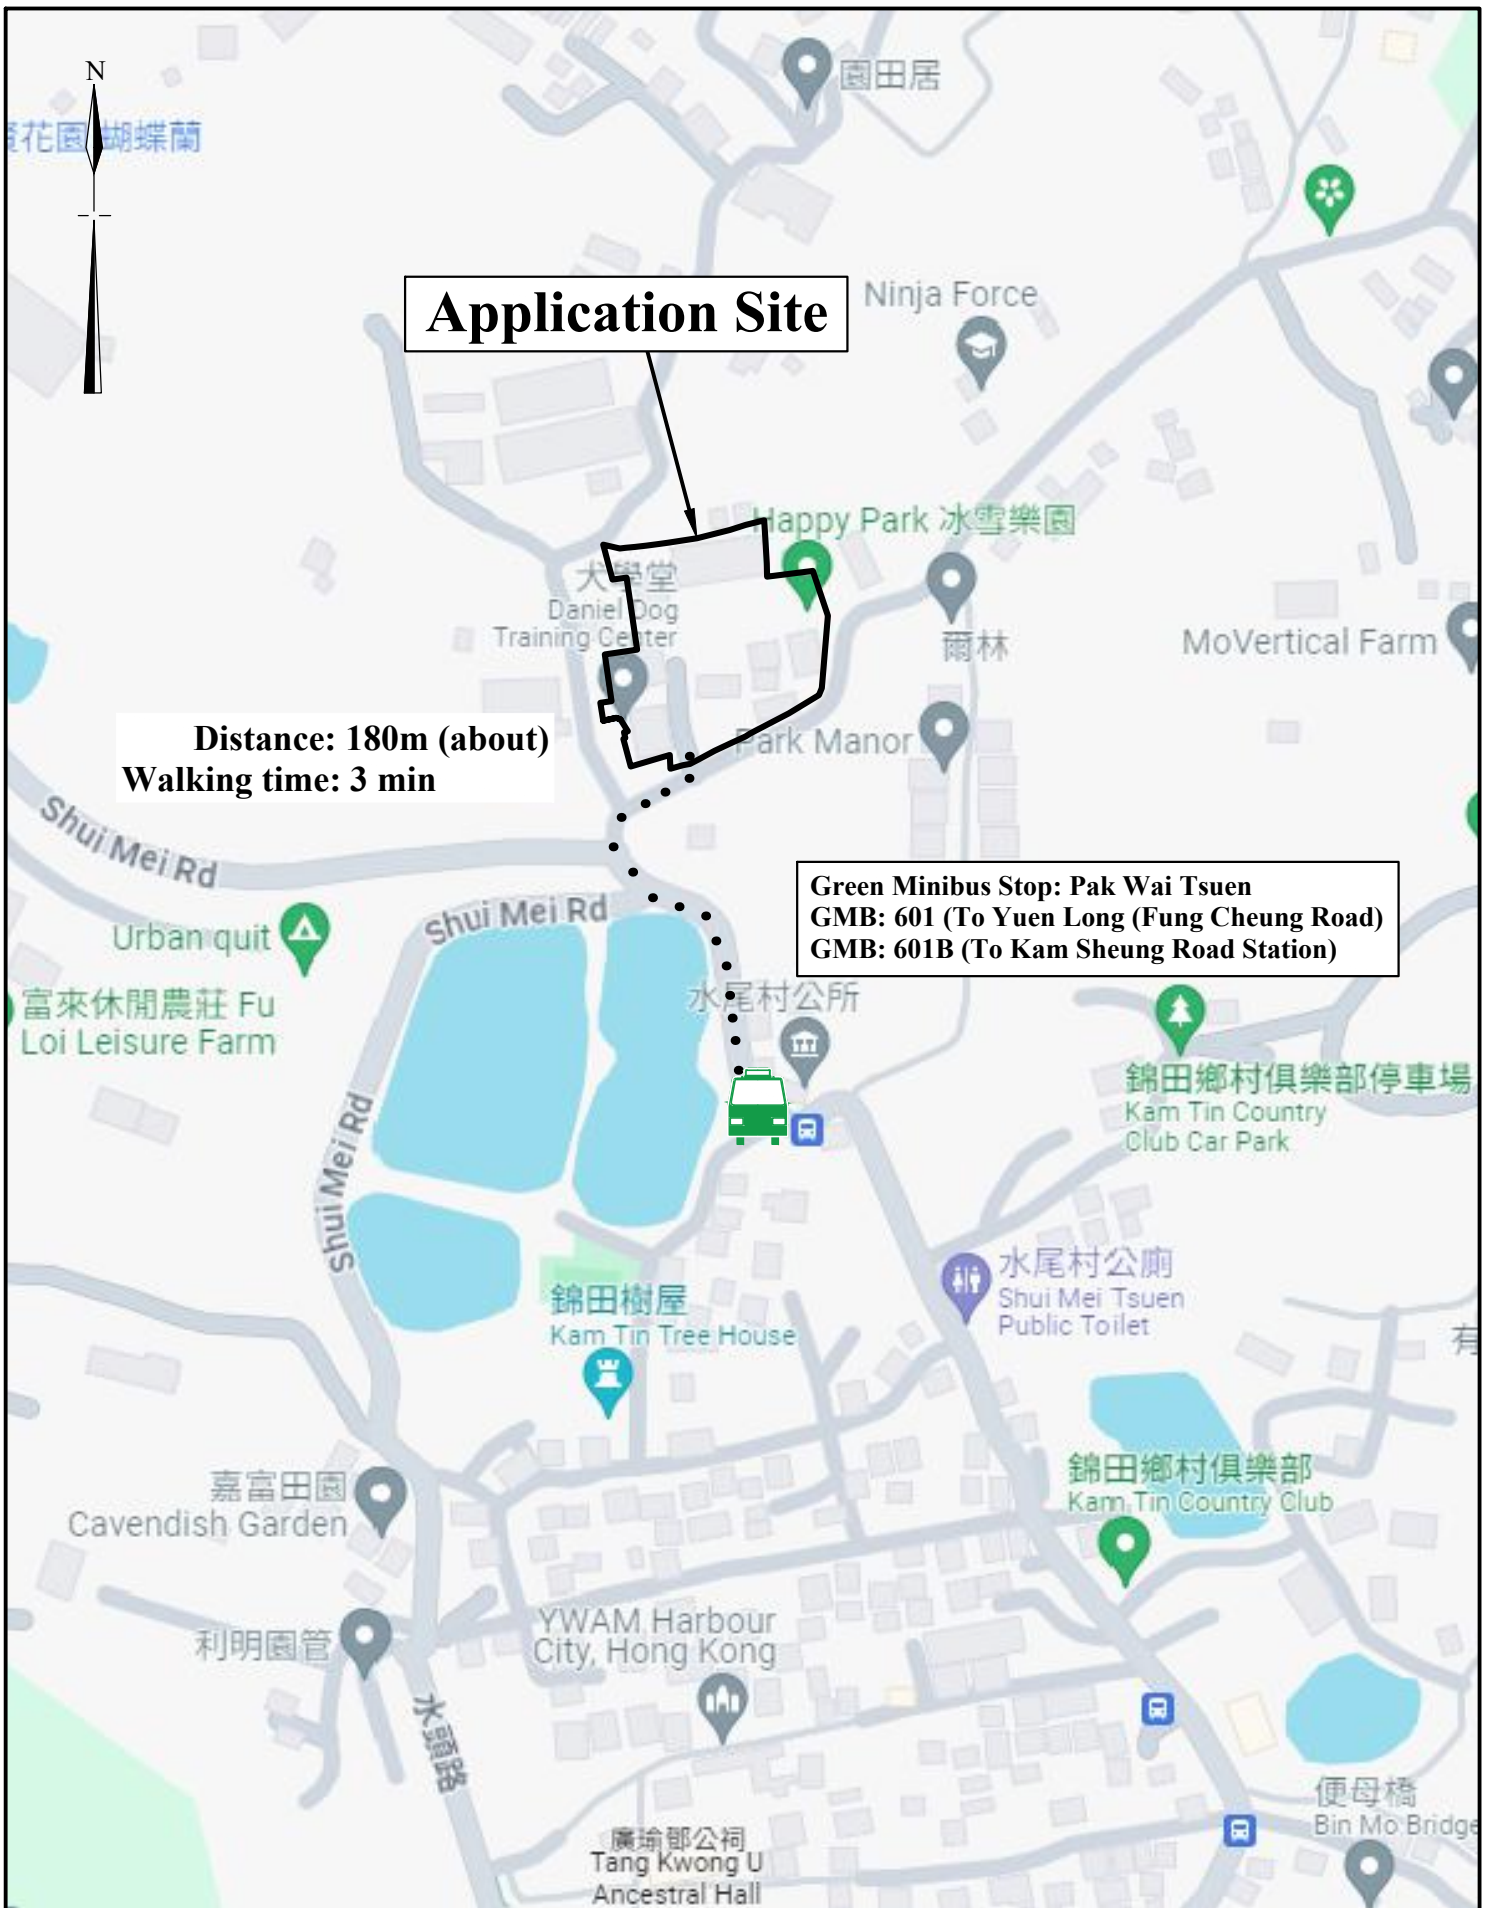 N
園田居
花園 蝴蝶蘭
Application Site
Ninja Force
Happy Park 冰雪樂園
犬學堂
Daniel Dog
Training Center
爾林
MoVertical Farm
Distance: 180m (about)
Walking time: 3 min
Park Manor
Shui Mei Rd
Green Minibus Stop: Pak Wai Tsuen
GMB: 601 (To Yuen Long (Fung Cheung Road)
GMB: 601B (To Kam Sheung Road Station)
Shui Mei Rd
Urban quit
水尾村公所
富來休閒農莊 Fu
Loi Leisure Farm
錦田鄉村俱樂部停車場
Kam Tin Country
Club Car Park
Shui Mei Rd
水尾村公廁
Shui Mei Tsuen
Public Toilet
錦田樹屋
Kam Tin Tree House
有
錦田鄉村俱樂部
Kam Tin Country Club
嘉富田園
Cavendish Garden
YWAM Harbour
City, Hong Kong
利明園管
水頭路
便母橋
Bin Mo Bridge
廣瑜鄧公祠
Tang Kwong U
Ancestral Hall